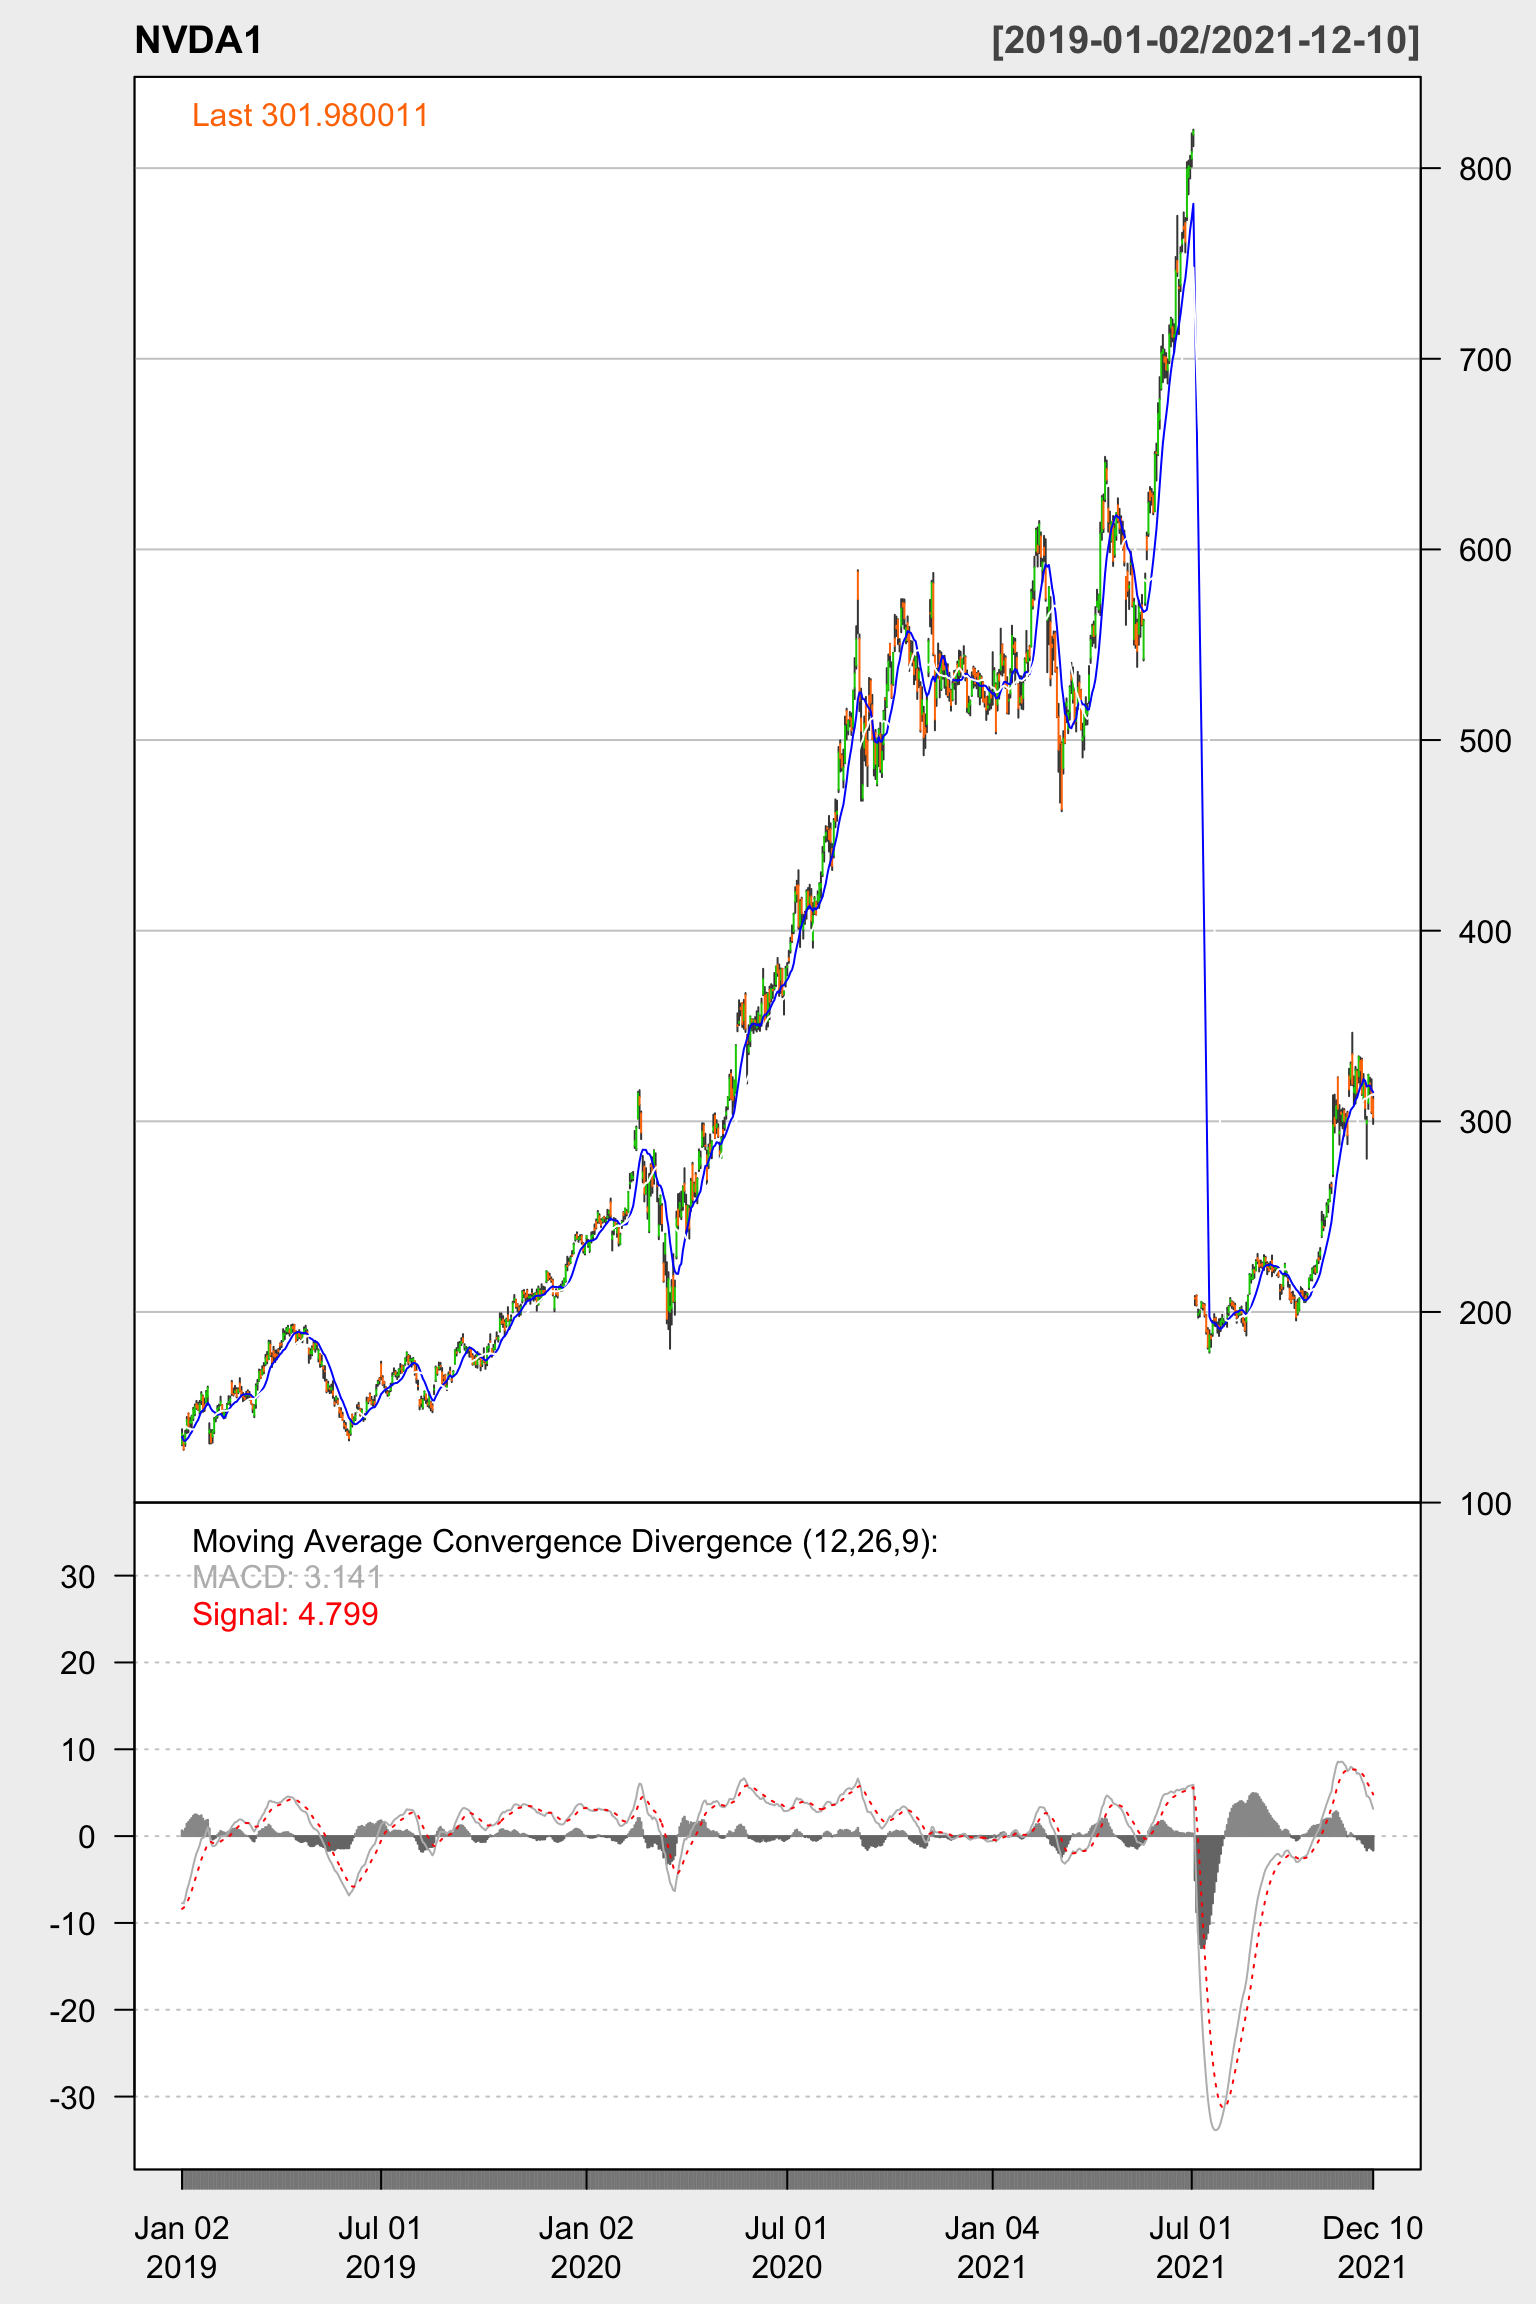 NVDA1 [2019-01-02/2021-12-10]
Last 301.980011
800
700
600
500
400
300
200
100
Moving Average Convergence Divergence (12,26,9):
MACD: 3.141
Signal: 4.799
30
20
10
0
-10
-20
-30
Jan 02 Jul 01 Jan 02 Jul 01 Jan 04 Jul 01 Dec 10
2019 2019 2020 2020 2021 2021 2021